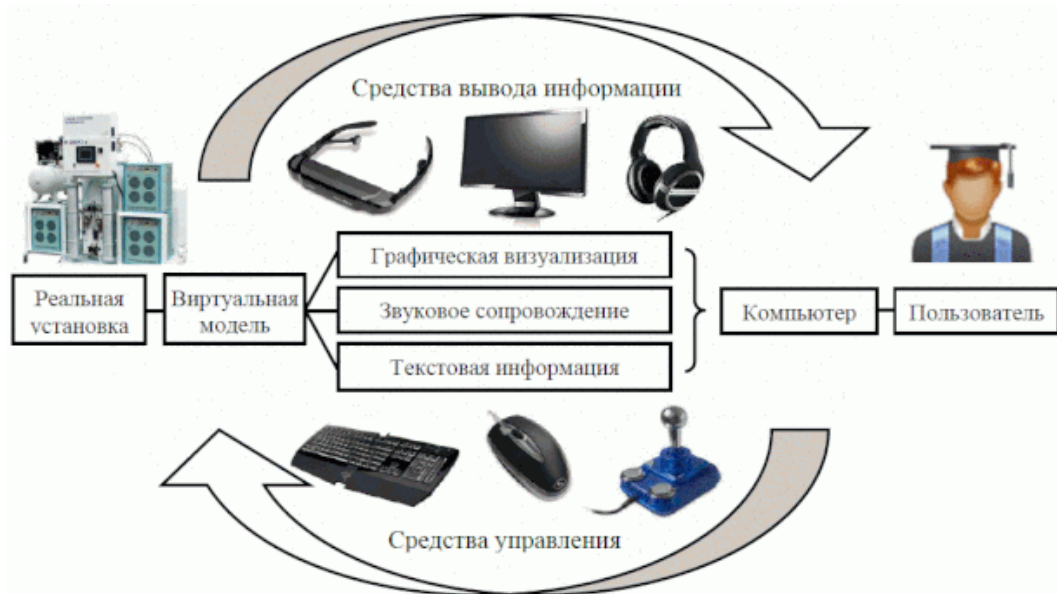 Средства вывода информации
Графическая визуализация
Реальная
установка
Виртуальная
модель
Звуковое сопровождение
Компьютер
Пользователь
Текстовая информация
Средства управления